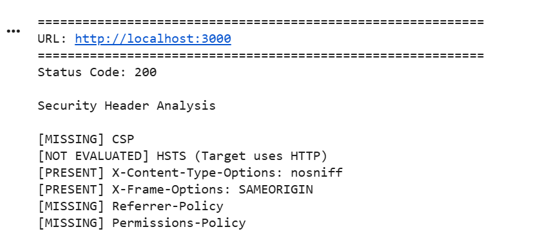 ============================================================
URL: http://localhost:3000
============================================================
Status Code: 200
Security Header Analysis
[MISSING] CSP
[NOT EVALUATED] HSTS (Target uses HTTP)
[PRESENT] X-Content-Type-Options: nosniff
[PRESENT] X-Frame-Options: SAMEORIGIN
[MISSING] Referrer-Policy
[MISSING] Permissions-Policy